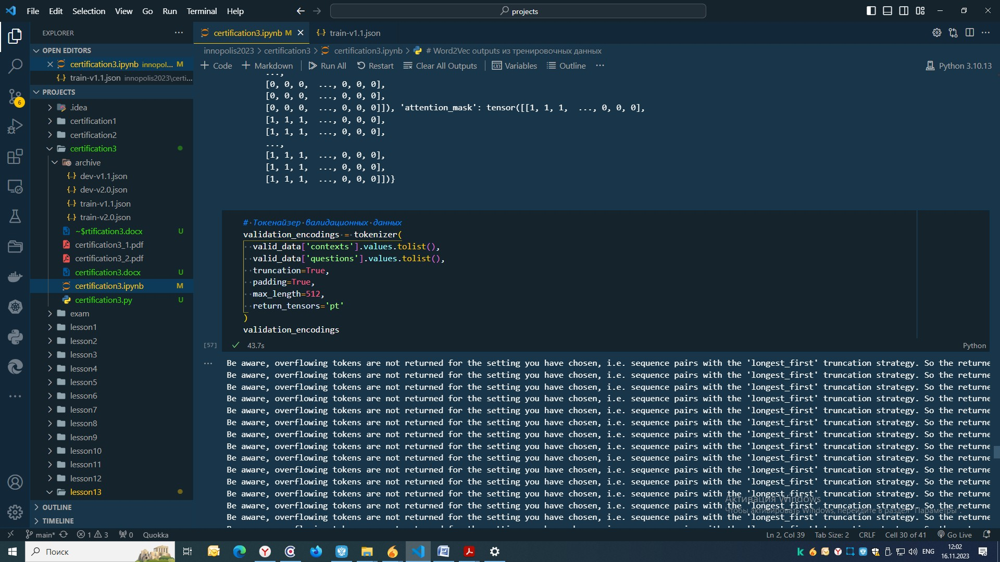 File Edit Selection View Go Run Terminal Help
projects
EXPLORER
certification3.ipynb M
train-v1.1.json
OPEN EDITORS
certification3.ipynb innopol... M
train-v1.1.json innopolis2023\certi...
PROJECTS
.idea
certification1
certification2
certification3
archive
dev-v1.1.json
dev-v2.0.json
train-v1.1.json
train-v2.0.json
~$rtification3.docx U
certification3_1.pdf
certification3_2.pdf
certification3.docx U
certification3.ipynb M
certification3.py U
exam
lesson1
lesson2
lesson3
lesson4
lesson5
lesson6
lesson7
lesson8
lesson9
lesson10
lesson11
lesson12
lesson13
OUTLINE
TIMELINE
6
innopolis2023 > certification3 > certification3.ipynb > # Word2Vec outputs из тренировочных данных
+ Code + Markdown Run All Restart Clear All Outputs Variables Outline ... Python 3.10.13
...,
[0, 0, 0, ..., 0, 0, 0],
[0, 0, 0, ..., 0, 0, 0],
[0, 0, 0, ..., 0, 0, 0]]), 'attention_mask': tensor([[1, 1, 1, ..., 0, 0, 0],
[1, 1, 1, ..., 0, 0, 0],
[1, 1, 1, ..., 0, 0, 0],
...,
[1, 1, 1, ..., 0, 0, 0],
[1, 1, 1, ..., 0, 0, 0],
[1, 1, 1, ..., 0, 0, 0]])}
# Токенайзер валидационных данных
validation_encodings = tokenizer(
valid_data['contexts'].values.tolist(),
valid_data['questions'].values.tolist(),
truncation=True,
padding=True,
max_length=512,
return_tensors='pt'
)
validation_encodings
[57] 43.7s Python
Be aware, overflowing tokens are not returned for the setting you have chosen, i.e. sequence pairs with the 'longest_first' truncation strategy. So the returne
Be aware, overflowing tokens are not returned for the setting you have chosen, i.e. sequence pairs with the 'longest_first' truncation strategy. So the returne
Be aware, overflowing tokens are not returned for the setting you have chosen, i.e. sequence pairs with the 'longest_first' truncation strategy. So the returne
Be aware, overflowing tokens are not returned for the setting you have chosen, i.e. sequence pairs with the 'longest_first' truncation strategy. So the returne
Be aware, overflowing tokens are not returned for the setting you have chosen, i.e. sequence pairs with the 'longest_first' truncation strategy. So the returne
Be aware, overflowing tokens are not returned for the setting you have chosen, i.e. sequence pairs with the 'longest_first' truncation strategy. So the returne
Be aware, overflowing tokens are not returned for the setting you have chosen, i.e. sequence pairs with the 'longest_first' truncation strategy. So the returne
Be aware, overflowing tokens are not returned for the setting you have chosen, i.e. sequence pairs with the 'longest_first' truncation strategy. So the returne
Be aware, overflowing tokens are not returned for the setting you have chosen, i.e. sequence pairs with the 'longest_first' truncation strategy. So the returne
Be aware, overflowing tokens are not returned for the setting you have chosen, i.e. sequence pairs with the 'longest_first' truncation strategy. So the returne
Be aware, overflowing tokens are not returned for the setting you have chosen, i.e. sequence pairs with the 'longest_first' truncation strategy. So the returne
Be aware, overflowing tokens are not returned for the setting you have chosen, i.e. sequence pairs with the 'longest_first' truncation strategy. So the returne
Be aware, overflowing tokens are not returned for the setting you have chosen, i.e. sequence pairs with the 'longest_first' truncation strategy. So the returne
Be aware, overflowing tokens are not returned for the setting you have chosen, i.e. sequence pairs with the 'longest_first' truncation strategy. So the returne
Активация Windows
Чтобы активировать Windows, перейдите в раздел "Параметры".
main* 1 3 0 Quokka Ln 2, Col 39 Tab Size: 2 CRLF Cell 30 of 41 Go Live
Поиск
ENG
12:02
16.11.2023